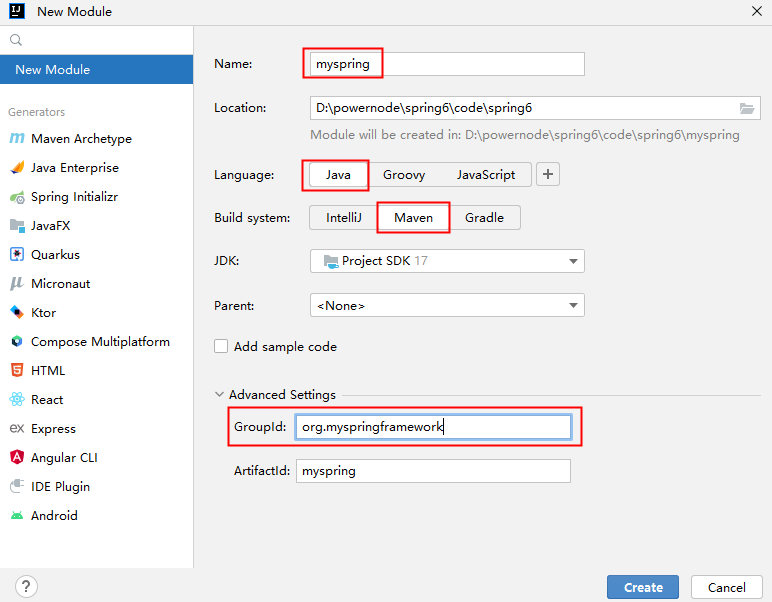 New Module
New Module
Generators
Maven Archetype
Java Enterprise
Spring Initializr
JavaFX
Quarkus
Micronaut
Ktor
Compose Multiplatform
HTML
React
Express
Angular CLI
IDE Plugin
Android
Name: myspring
Location: D:\powernode\spring6\code\spring6
Module will be created in: D:\powernode\spring6\code\spring6\myspring
Language: Java Groovy JavaScript +
Build system: IntelliJ Maven Gradle
JDK: Project SDK 17
Parent: <None>
Add sample code
Advanced Settings
GroupId: org.myspringframework
ArtifactId: myspring
? Create Cancel